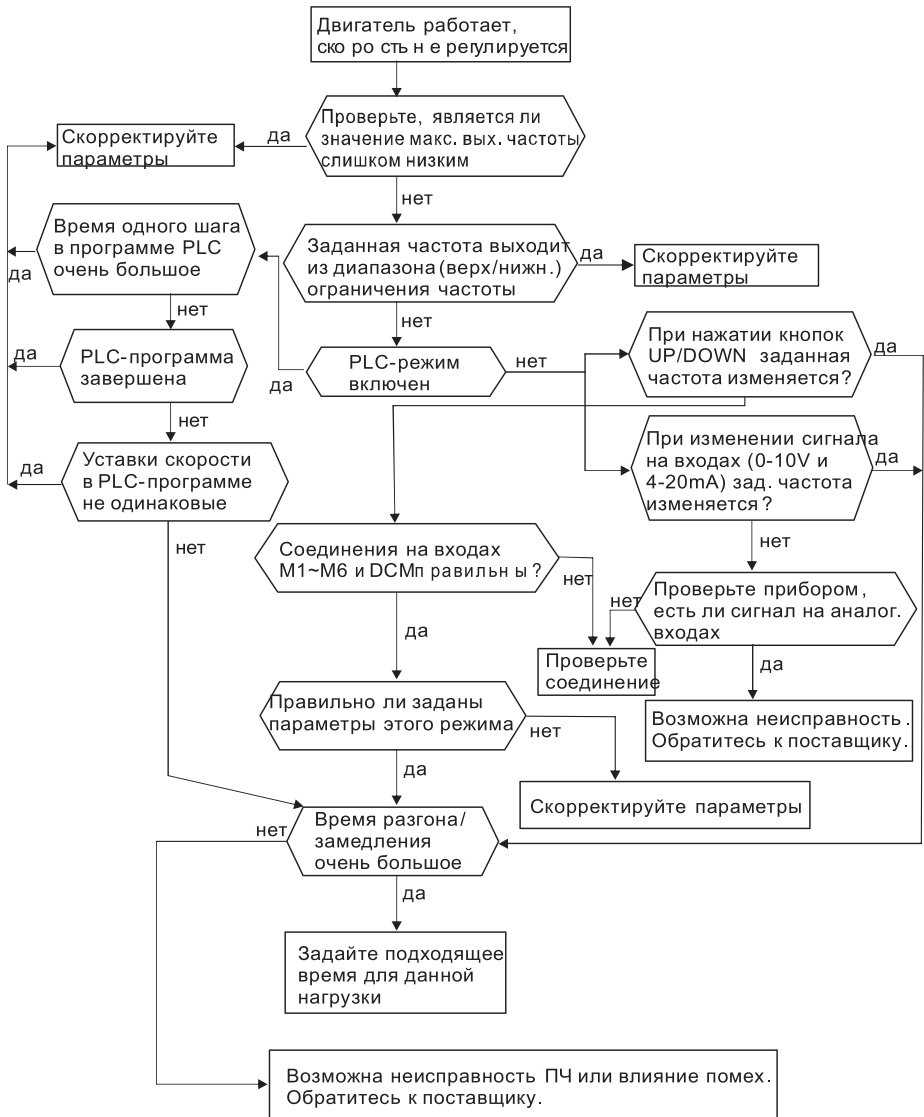 Двигатель работает,
скорость не регулируется
Проверьте, является ли
значение макс. вых. частоты
слишком низким
да
Скорректируйте
параметры
нет
Время одного шага
в программе PLC
очень большое
Заданная частота выходит
из диапазона (верх/нижн.)
ограничения частоты
да
Скорректируйте
параметры
да
нет
нет
PLC-программа
завершена
PLC-режим
включен
нет
При нажатии кнопок
UP/DOWN заданная
частота изменяется?
да
да
да
нет
Уставки скорости
в PLC-программе
не одинаковые
да
При изменении сигнала
на входах (0-10V и
4-20mA) зад. частота
изменяется?
да
нет
Соединения на входах
M1~M6 и DCM правильны?
нет
нет
Проверьте прибором,
есть ли сигнал на аналог.
входах
нет
да
Проверьте
соединение
да
Правильно ли заданы
параметры этого режима
нет
Возможна неисправность.
Обратитесь к поставщику.
да
Скорректируйте параметры
Время разгона/
замедления
очень большое
нет
да
Задайте подходящее
время для данной
нагрузки
Возможна неисправность ПЧ или влияние помех.
Обратитесь к поставщику.